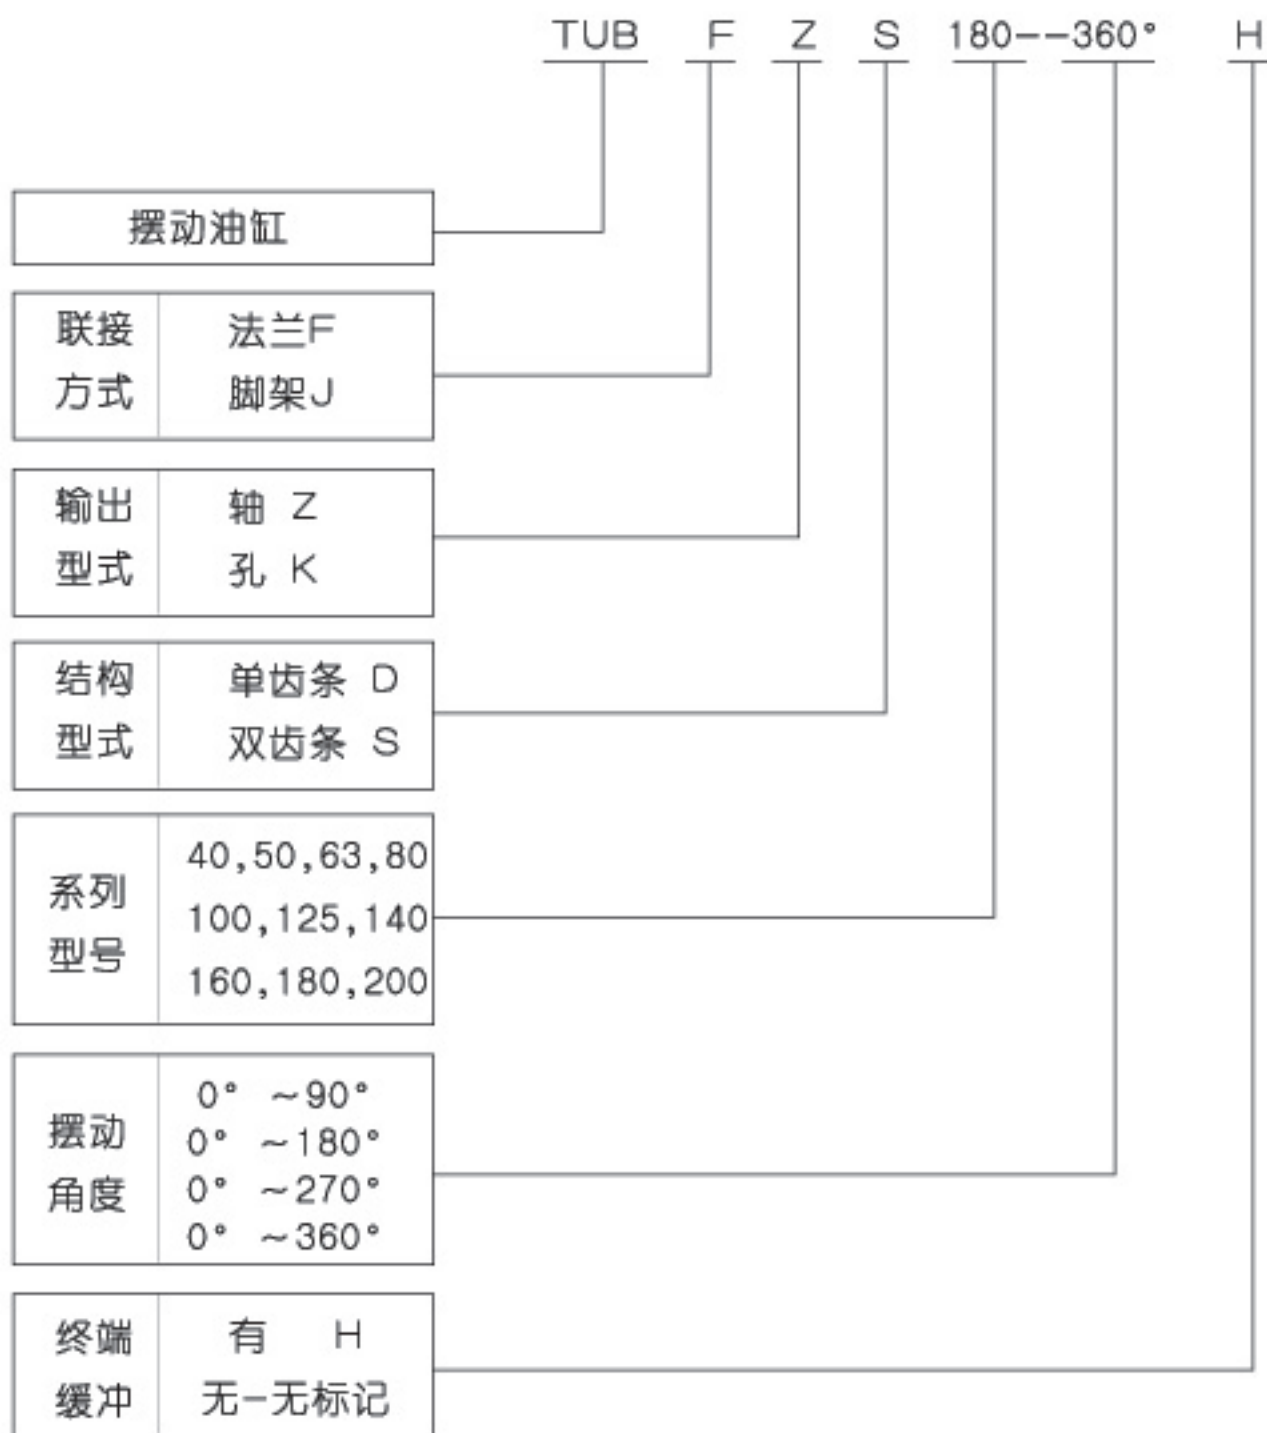 TUB F Z S 180--360° H
摆动油缸
联接 法兰F
方式 脚架J
输出 轴 Z
型式 孔 K
结构 单齿条 D
型式 双齿条 S
系列型号
40,50,63,80
100,125,140
160,180,200
摆动角度
0° ~90°
0° ~180°
0° ~270°
0° ~360°
终端 有 H
缓冲 无-无标记